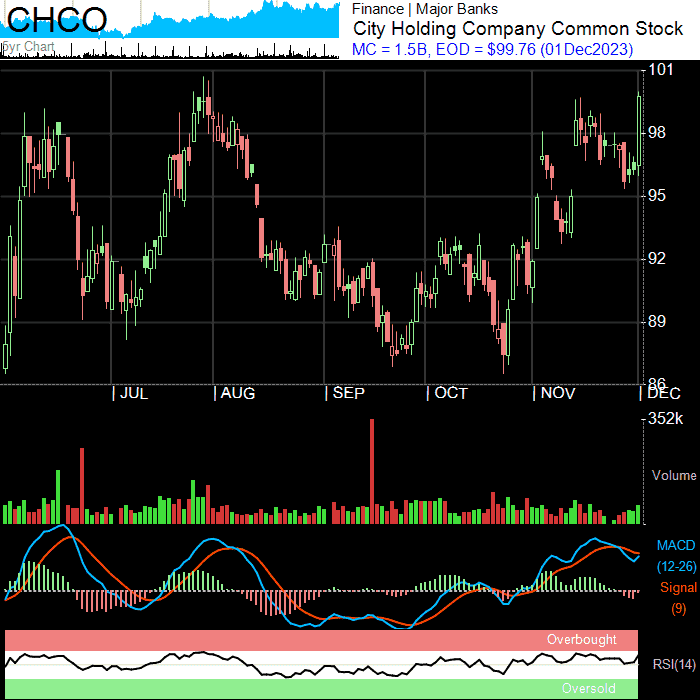 CHCO
5yr Chart
Finance | Major Banks
City Holding Company Common Stock
MC = 1.5B, EOD = $99.76 (01Dec2023)
101
98
95
92
89
86
JUL AUG SEP OCT NOV DEC
352k
Volume
MACD
(12-26)
Signal
(9)
Overbought
RSI(14)
Oversold